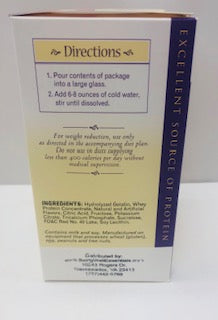 Directions
1. Pour contents of package
into a large glass.
2. Add 6-8 ounces of cold water,
stir until dissolved.
For weight reduction, use only
as directed in the accompanying diet plan.
Do not use in diets supplying
less than 400 calories per day without
medical supervision.
INGREDIENTS: Hydrolyzed Gelatin, Whey
Protein Concentrate, Natural and Artificial
Flavors, Citric Acid, Fructose, Potassium
Citrate, Tricalcium Phosphate, Sucralose,
FD&C Red No. 40 Lake, Soy Lecithin.
Contains milk and soy. Manufactured on
equipment that processes wheat (gluten),
egg, peanuts and tree nuts.
Distributed by:
EXCELLENT SOURCE OF PROTEIN